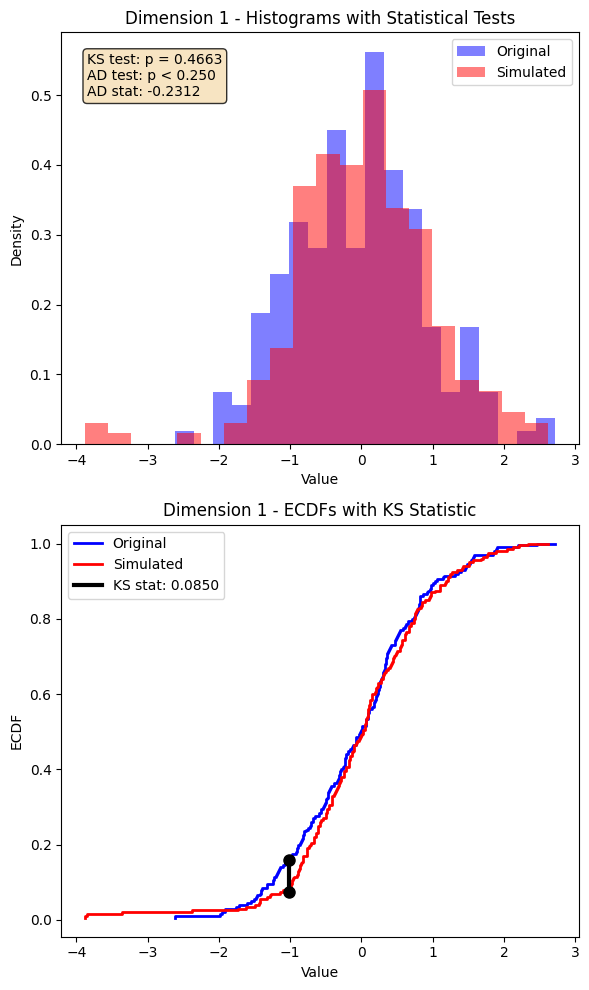 Dimension 1 - Histograms with Statistical Tests
KS test: p = 0.4663
AD test: p < 0.250
AD stat: -0.2312
Original
Simulated
Density
0.5
0.4
0.3
0.2
0.1
0.0
−4 −3 −2 −1 0 1 2 3
Value
Dimension 1 - ECDFs with KS Statistic
Original
Simulated
KS stat: 0.0850
ECDF
1.0
0.8
0.6
0.4
0.2
0.0
−4 −3 −2 −1 0 1 2 3
Value